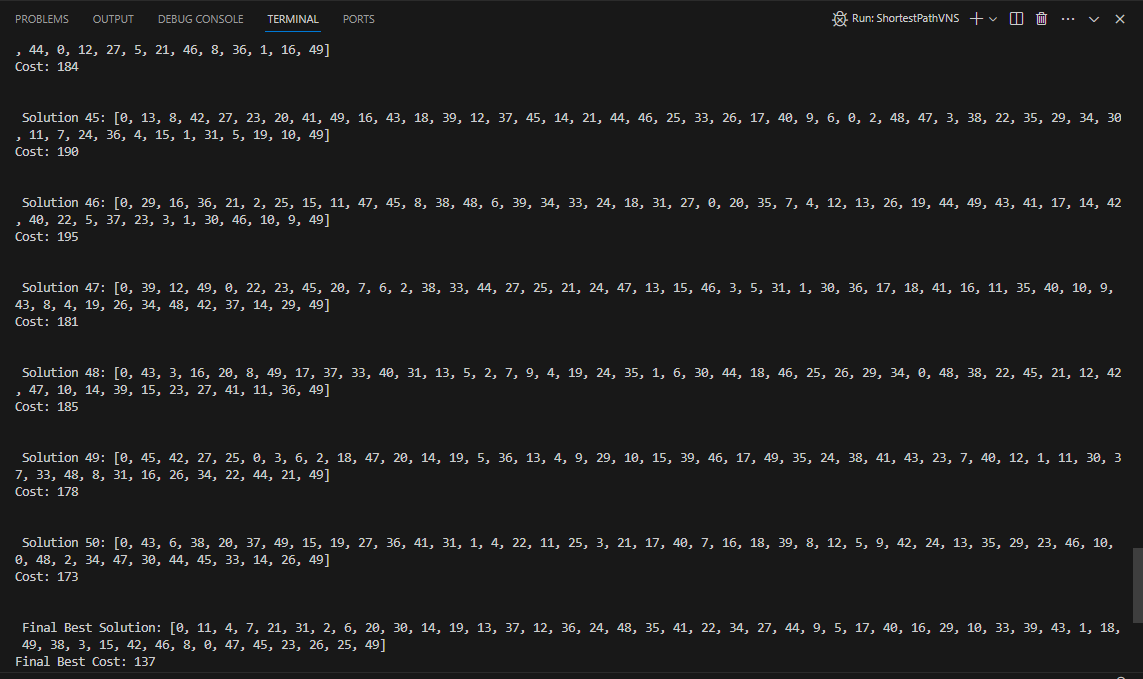 PROBLEMS OUTPUT DEBUG CONSOLE TERMINAL PORTS Run: ShortestPathVNS
, 44, 0, 12, 27, 5, 21, 46, 8, 36, 1, 16, 49]
Cost: 184
Solution 45: [0, 13, 8, 42, 27, 23, 20, 41, 49, 16, 43, 18, 39, 12, 37, 45, 14, 21, 44, 46, 25, 33, 26, 17, 40, 9, 6, 0, 2, 48, 47, 3, 38, 22, 35, 29, 34, 30
, 11, 7, 24, 36, 4, 15, 1, 31, 5, 19, 10, 49]
Cost: 190
Solution 46: [0, 29, 16, 36, 21, 2, 25, 15, 11, 47, 45, 8, 38, 48, 6, 39, 34, 33, 24, 18, 31, 27, 0, 20, 35, 7, 4, 12, 13, 26, 19, 44, 49, 43, 41, 17, 14, 42
, 40, 22, 5, 37, 23, 3, 1, 30, 46, 10, 9, 49]
Cost: 195
Solution 47: [0, 39, 12, 49, 0, 22, 23, 45, 20, 7, 6, 2, 38, 33, 44, 27, 25, 21, 24, 47, 13, 15, 46, 3, 5, 31, 1, 30, 36, 17, 18, 41, 16, 11, 35, 40, 10, 9,
43, 8, 4, 19, 26, 34, 48, 42, 37, 14, 29, 49]
Cost: 181
Solution 48: [0, 43, 3, 16, 20, 8, 49, 17, 37, 33, 40, 31, 13, 5, 2, 7, 9, 4, 19, 24, 35, 1, 6, 30, 44, 18, 46, 25, 26, 29, 34, 0, 48, 38, 22, 45, 21, 12, 42
, 47, 10, 14, 39, 15, 23, 27, 41, 11, 36, 49]
Cost: 185
Solution 49: [0, 45, 42, 27, 25, 0, 3, 6, 2, 18, 47, 20, 14, 19, 5, 36, 13, 4, 9, 29, 10, 15, 39, 46, 17, 49, 35, 24, 38, 41, 43, 23, 7, 40, 12, 1, 11, 30, 3
7, 33, 48, 8, 31, 16, 26, 34, 22, 44, 21, 49]
Cost: 178
Solution 50: [0, 43, 6, 38, 20, 37, 49, 15, 19, 27, 36, 41, 31, 1, 4, 22, 11, 25, 3, 21, 17, 40, 7, 16, 18, 39, 8, 12, 5, 9, 42, 24, 13, 35, 29, 23, 46, 10,
0, 48, 2, 34, 47, 30, 44, 45, 33, 14, 26, 49]
Cost: 173
Final Best Solution: [0, 11, 4, 7, 21, 31, 2, 6, 20, 30, 14, 19, 13, 37, 12, 36, 24, 48, 35, 41, 22, 34, 27, 44, 9, 5, 17, 40, 16, 29, 10, 33, 39, 43, 1, 18,
49, 38, 3, 15, 42, 46, 8, 0, 47, 45, 23, 26, 25, 49]
Final Best Cost: 137